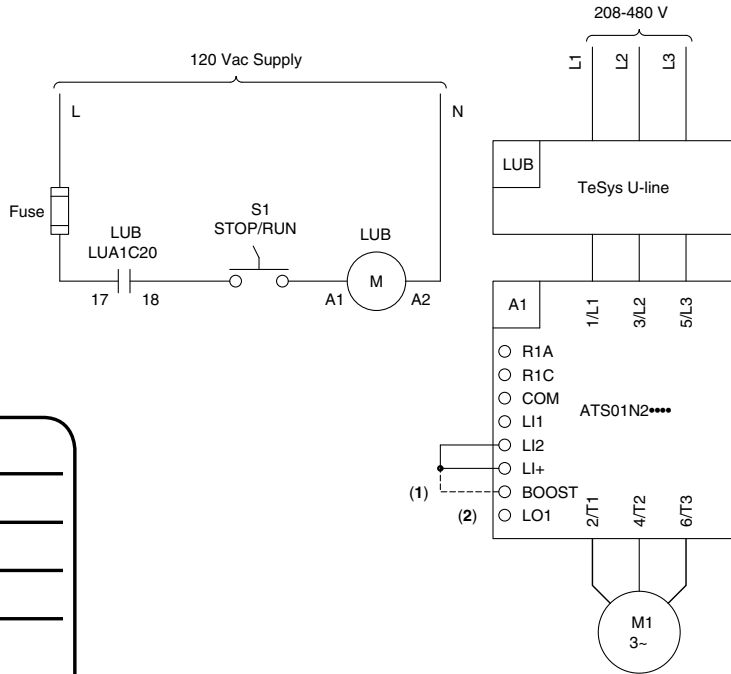 208-480 V
L1 L2 L3
120 Vac Supply
L
N
Fuse
LUB
LUA1C20
17
18
S1
STOP/RUN
LUB
M
A1
A2
LUB
TeSys U-line
A1
1/L1 3/L2 5/L3
R1A
R1C
COM
LI1
LI2
LI+
BOOST
LO1
ATS01N2••••
(1)
(2)
2/T1 4/T2 6/T3
M1
3~